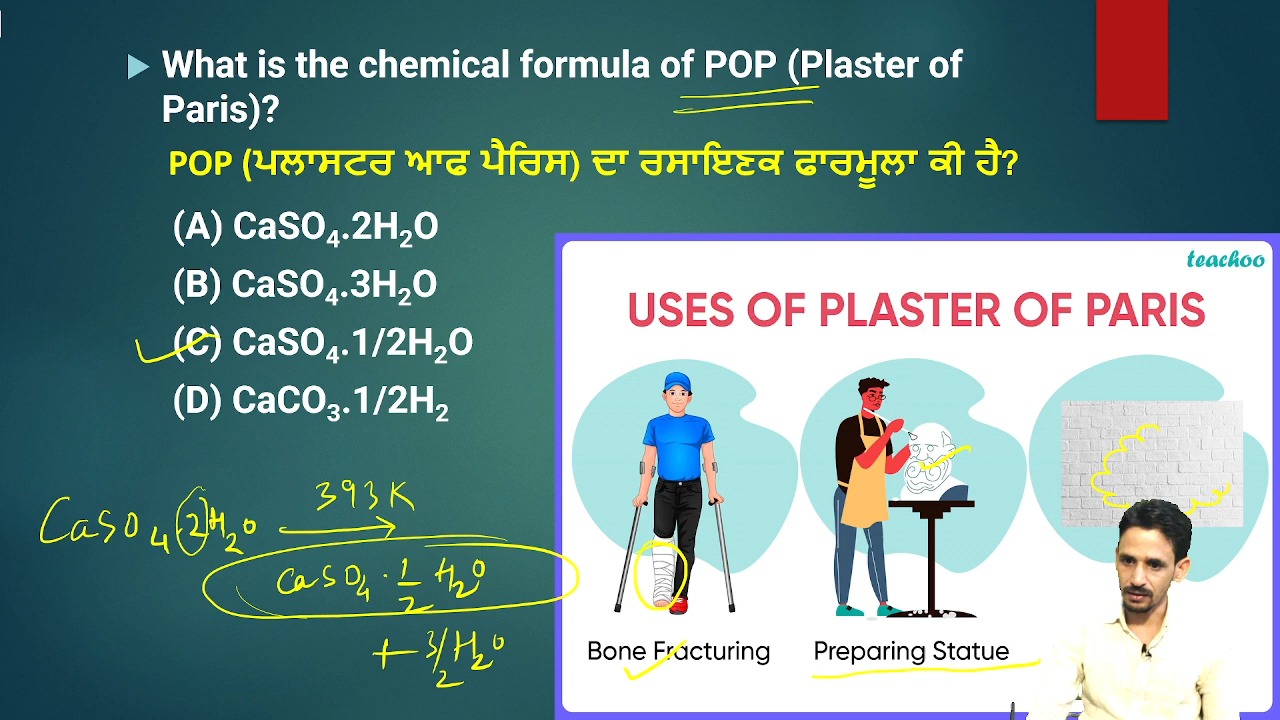 What is the chemical formula of POP (Plaster of
Paris)?
POP (ਪਲਾਸਟਰ ਆਫ ਪੈਰਿਸ) ਦਾ ਰਸਾਇਣਕ ਫਾਰਮੂਲਾ ਕੀ ਹੈ?
(A) CaSO₄.2H₂O
(B) CaSO₄.3H₂O
(C) CaSO₄.1/2H₂O
(D) CaCO₃.1/2H₂
CaSO₄ 2H₂O → 393K
CaSO₄ · 1/2 H₂O
+ 3/2 H₂O
teachoo
USES OF PLASTER OF PARIS
Bone Fracturing
Preparing Statue